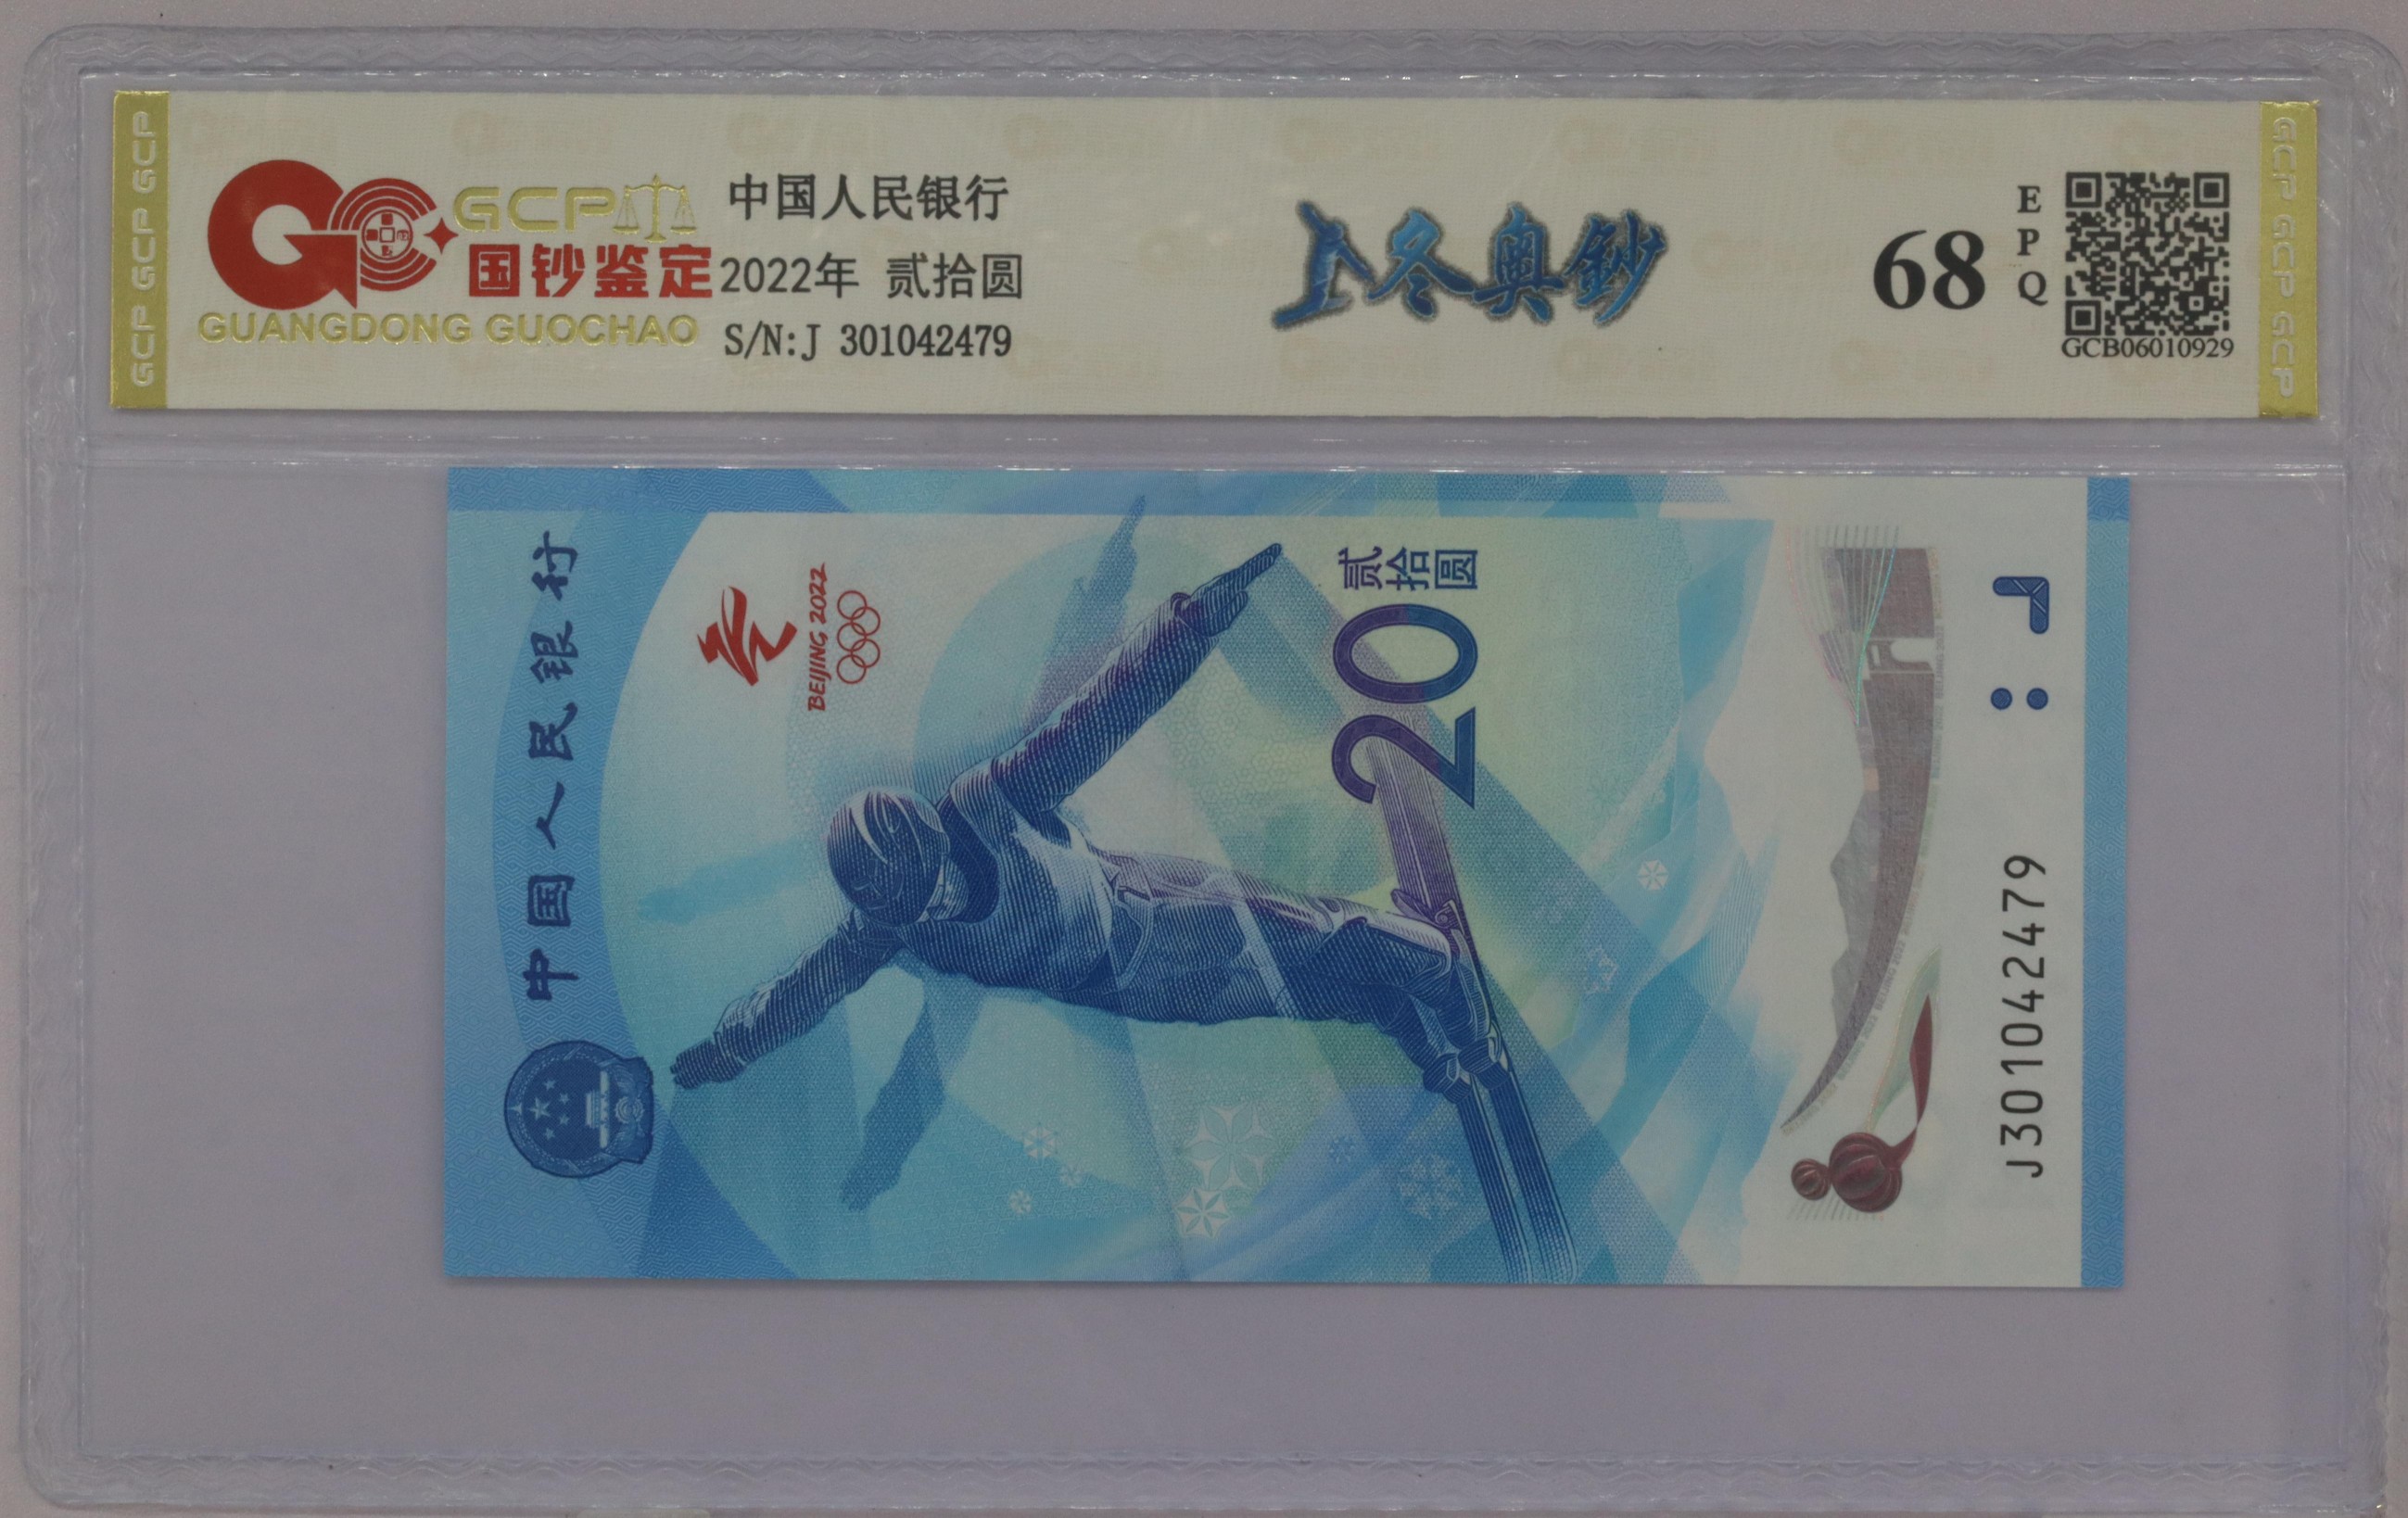 GCP GCP GCP
GCP
国钞鉴定
GUANGDONG GUOCHAO
中国人民银行
2022年 贰拾圆
S/N:J 301042479
冬奥鈔
68
EPQ
GCB06010929
GCP GCP GCP
中国人民银行
BEIJING 2022
贰拾圆
20
J301042479